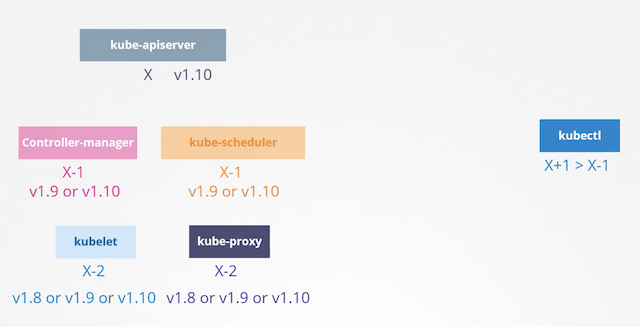 kube-apiserver
X v1.10
Controller-manager
X-1
v1.9 or v1.10
kube-scheduler
X-1
v1.9 or v1.10
kubectl
X+1 > X-1
kubelet
X-2
v1.8 or v1.9 or v1.10
kube-proxy
X-2
v1.8 or v1.9 or v1.10